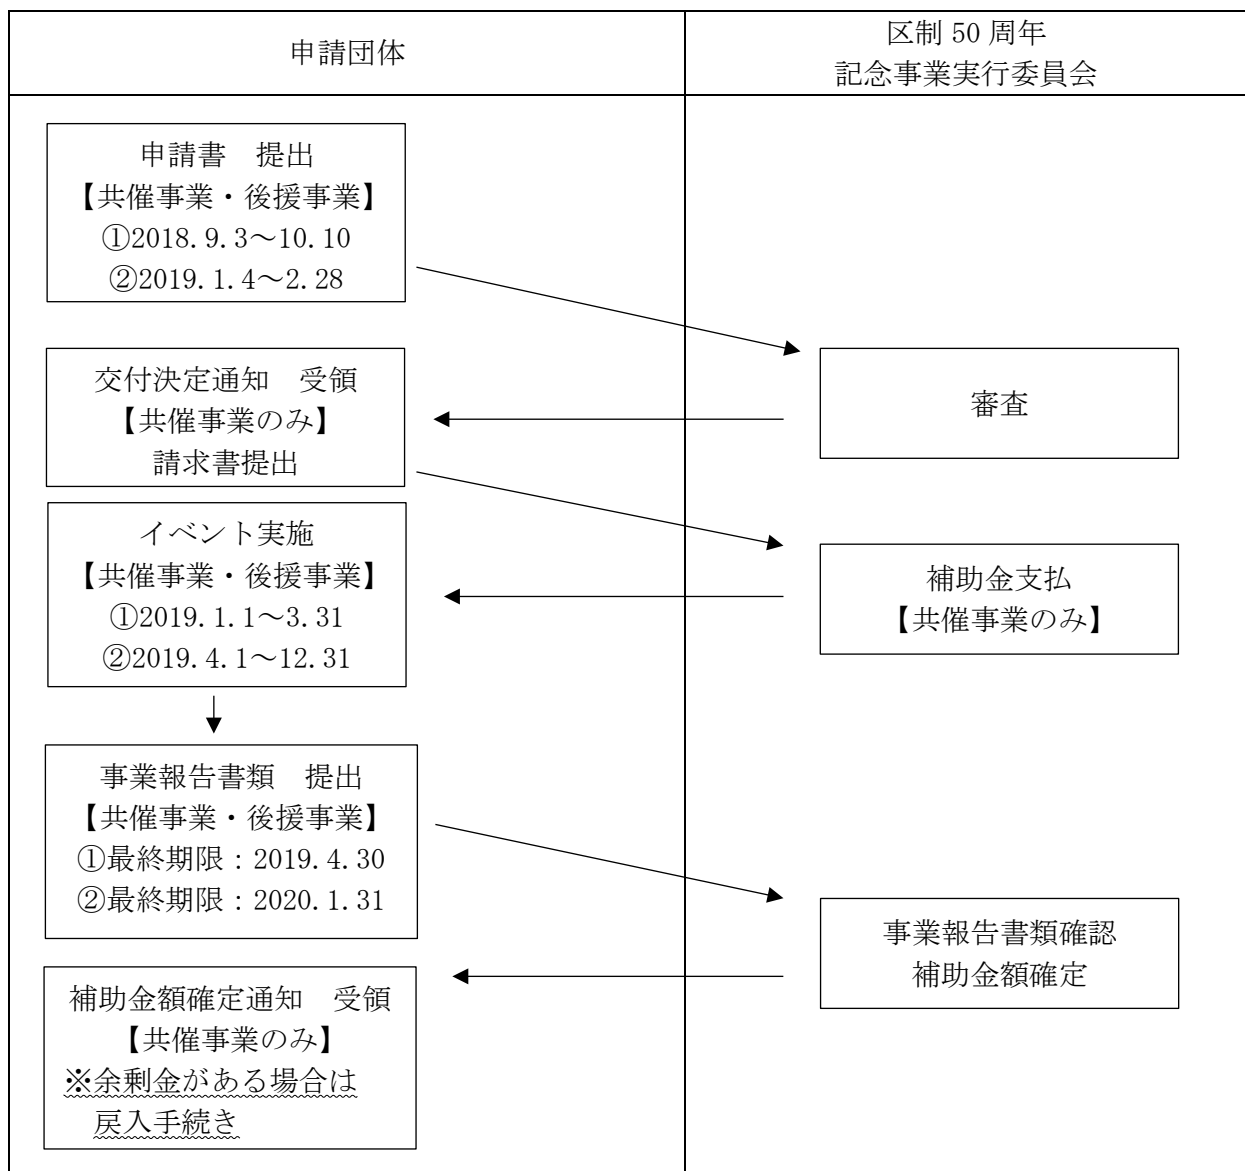 申請団体
区制 50 周年
記念事業実行委員会
申請書　提出
【共催事業・後援事業】
①2018.9.3～10.10
②2019.1.4～2.28
審査
交付決定通知　受領
【共催事業のみ】
請求書提出
補助金支払
【共催事業のみ】
イベント実施
【共催事業・後援事業】
①2019.1.1～3.31
②2019.4.1～12.31
事業報告書類　提出
【共催事業・後援事業】
①最終期限：2019.4.30
②最終期限：2020.1.31
事業報告書類確認
補助金額確定
補助金額確定通知　受領
【共催事業のみ】
※余剰金がある場合は
戻入手続き